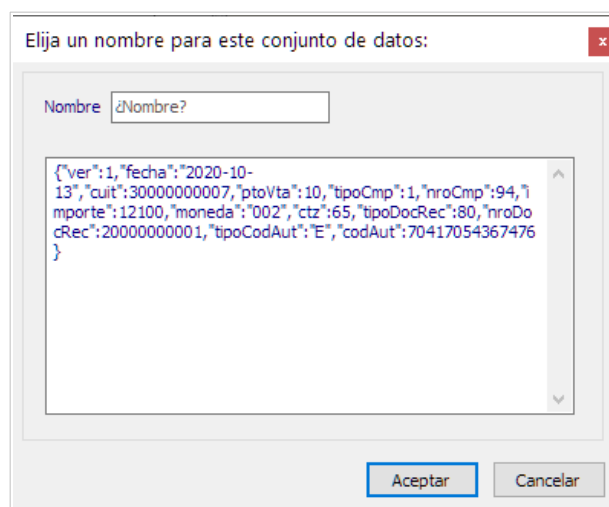 Elija un nombre para este conjunto de datos:
x
Nombre ¿Nombre?
{"ver":1,"fecha":"2020-10-
13","cuit":30000000007,"ptoVta":10,"tipoCmp":1,"nroCmp":94,"i
mporte":12100,"moneda":"002","ctz":65,"tipoDocRec":80,"nroDo
cRec":20000000001,"tipoCodAut":"E","codAut":70417054367476
}
Aceptar Cancelar